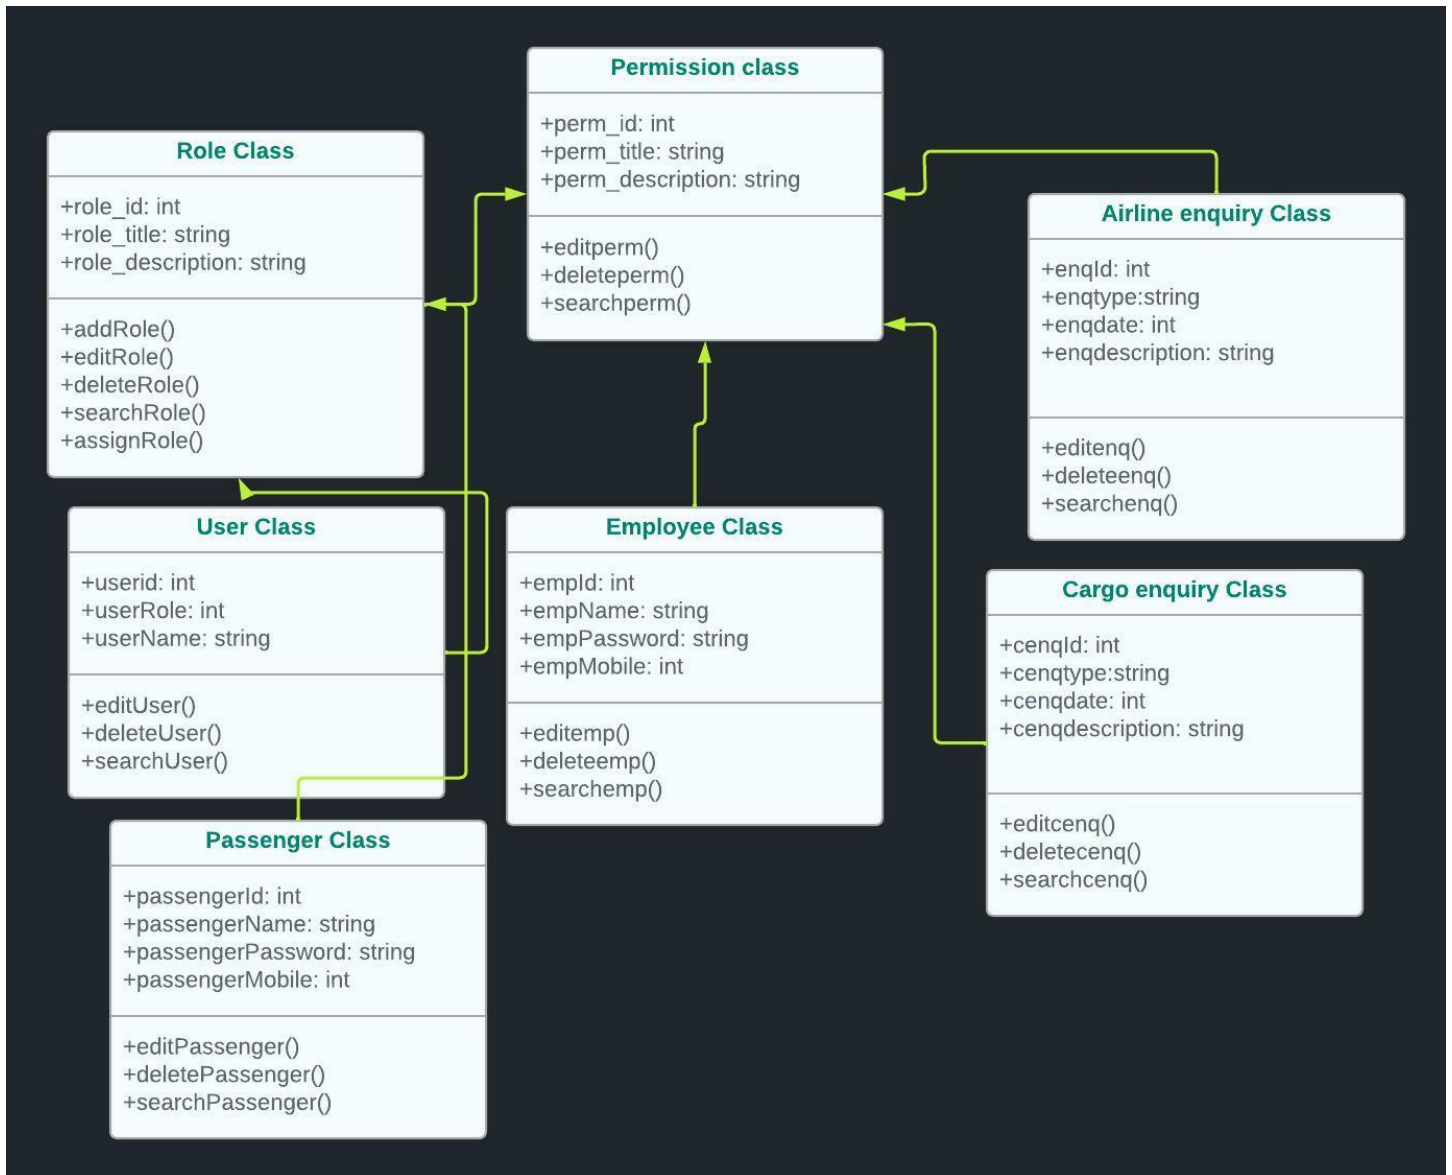 Permission class
+perm_id: int
+perm_title: string
+perm_description: string
+editperm()
+deleteperm()
+searchperm()
Role Class
+role_id: int
+role_title: string
+role_description: string
+addRole()
+editRole()
+deleteRole()
+searchRole()
+assignRole()
Airline enquiry Class
+enqId: int
+enqtype:string
+enqdate: int
+enqdescription: string
+editenq()
+deleteenq()
+searchenq()
User Class
+userid: int
+userRole: int
+userName: string
+editUser()
+deleteUser()
+searchUser()
Employee Class
+empId: int
+empName: string
+empPassword: string
+empMobile: int
+editemp()
+deleteemp()
+searchemp()
Cargo enquiry Class
+cenqId: int
+cenqtype:string
+cenqdate: int
+cenqdescription: string
+editcenq()
+deletecenq()
+searchcenq()
Passenger Class
+passengerId: int
+passengerName: string
+passengerPassword: string
+passengerMobile: int
+editPassenger()
+deletePassenger()
+searchPassenger()